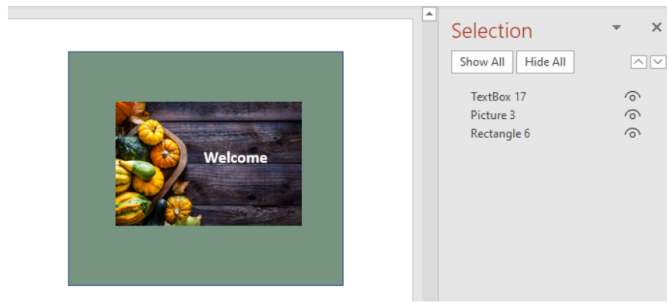 Welcome
Selection
Show All Hide All
TextBox 17
Picture 3
Rectangle 6